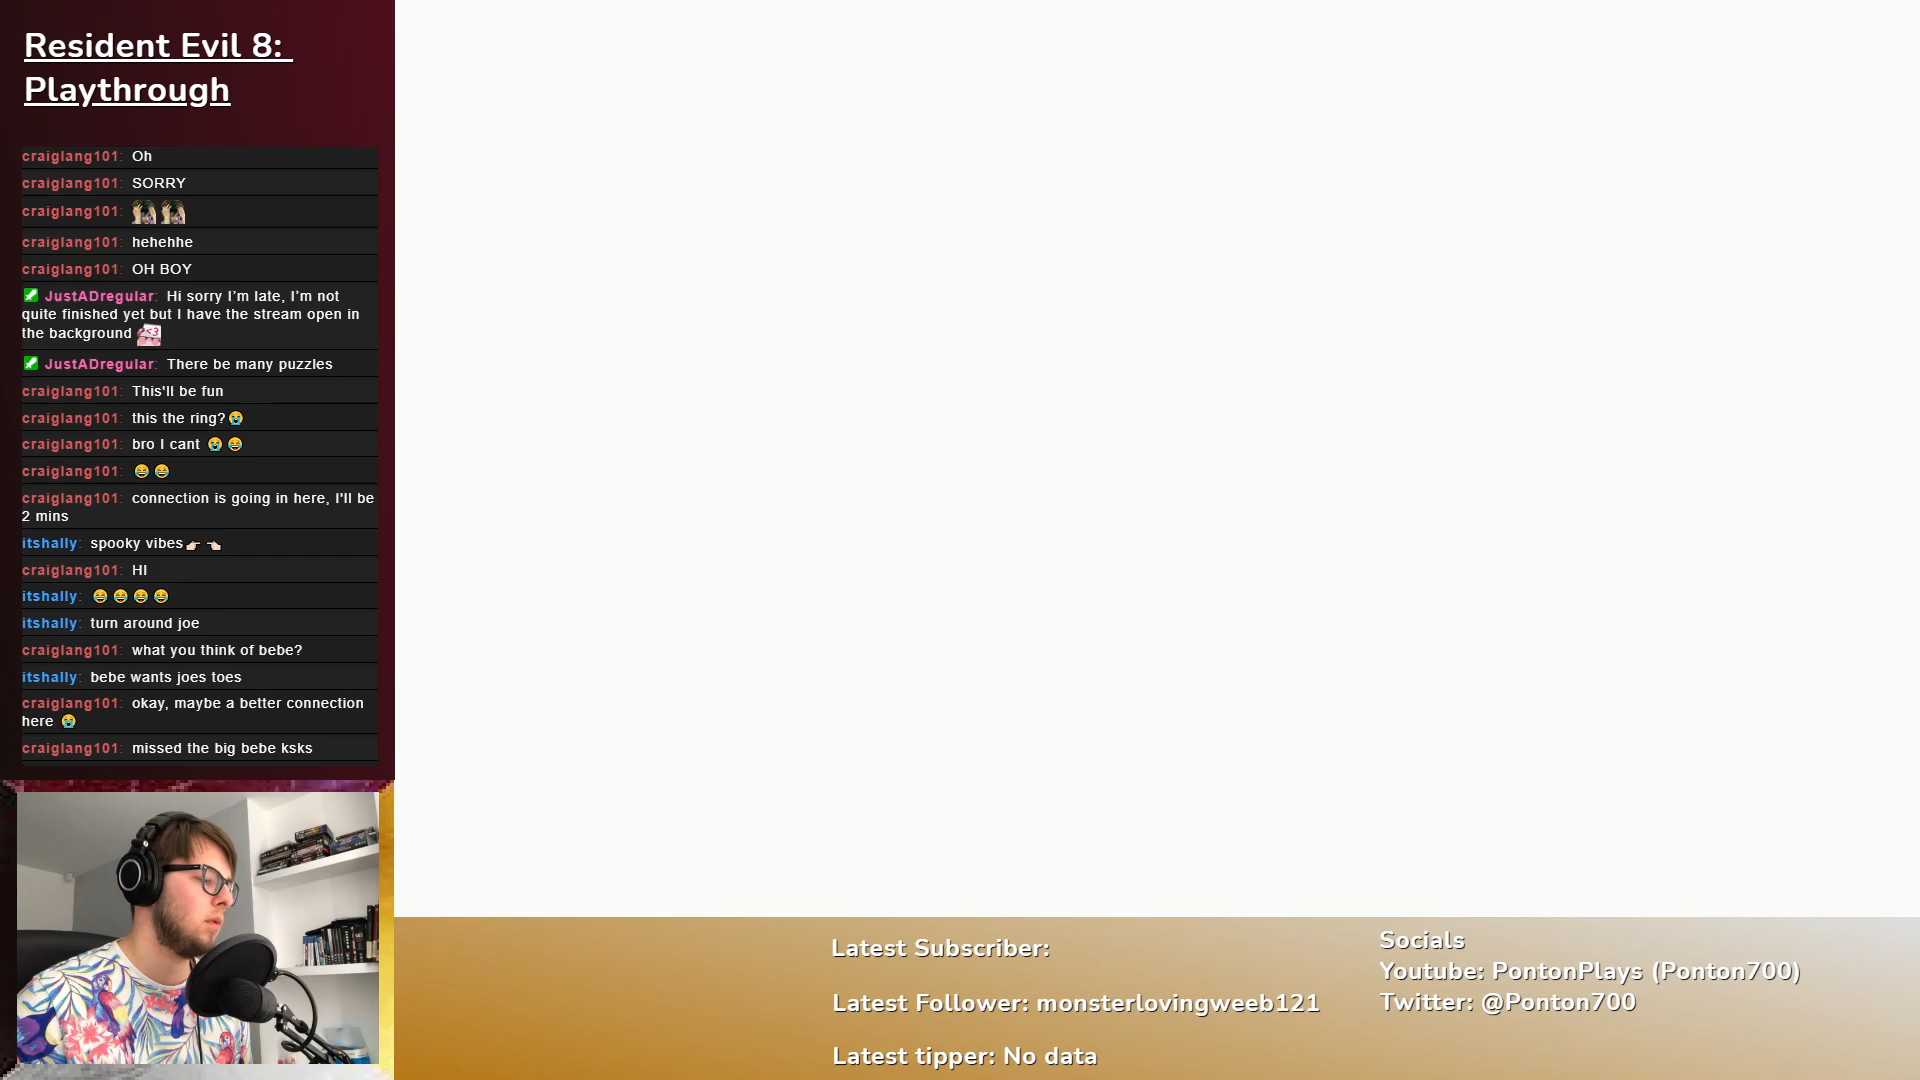 Resident Evil 8:
Playthrough
craiglang101: Oh
craiglang101: SORRY
craiglang101:
craiglang101: hehehhe
craiglang101: OH BOY
JustADregular: Hi sorry I’m late, I’m not
quite finished yet but I have the stream open in
the background <3
JustADregular: There be many puzzles
craiglang101: This'll be fun
craiglang101: this the ring?😭
craiglang101: bro I cant 😭 😂
craiglang101: 😂 😂
craiglang101: connection is going in here, I'll be
2 mins
itshally: spooky vibes👉🏻 👈🏻
craiglang101: HI
itshally: 😂 😂 😂 😂
itshally: turn around joe
craiglang101: what you think of bebe?
itshally: bebe wants joes toes
craiglang101: okay, maybe a better connection
here 😭
craiglang101: missed the big bebe ksks
Latest Subscriber:
Latest Follower: monsterlovingweeb121
Latest tipper: No data
Socials
Youtube: PontonPlays (Ponton700)
Twitter: @Ponton700